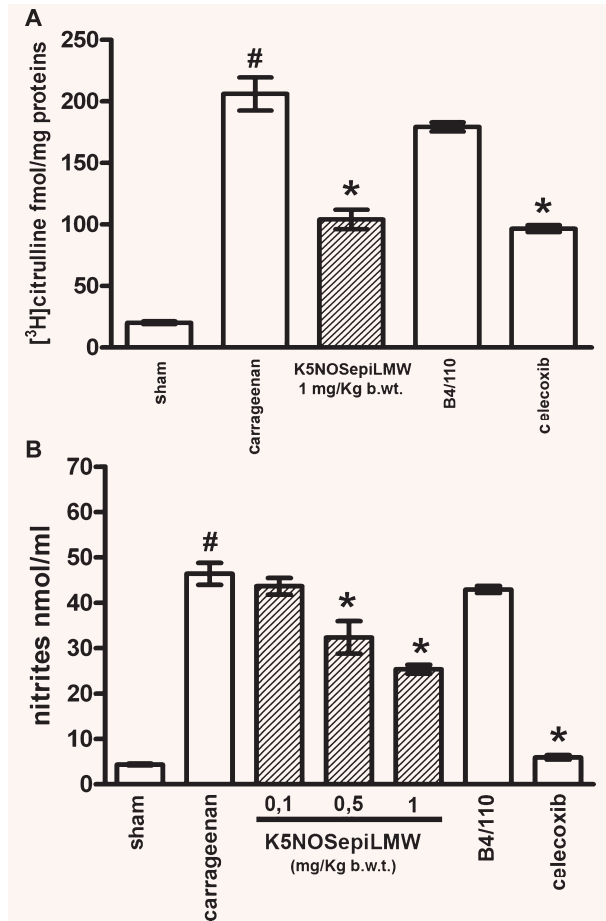 A
[³H]citrulline fmol/mg proteins
250
200
150
100
50
0
#
*
*
sham
carrageenan
K5NOSepiLMW
1 mg/Kg b.wt.
B4/110
celecoxib
B
nitrites nmol/ml
70
60
50
40
30
20
10
0
#
*
*
*
sham
carrageenan
0,1
0,5
1
K5NOSepiLMW
(mg/Kg b.w.t.)
B4/110
celecoxib